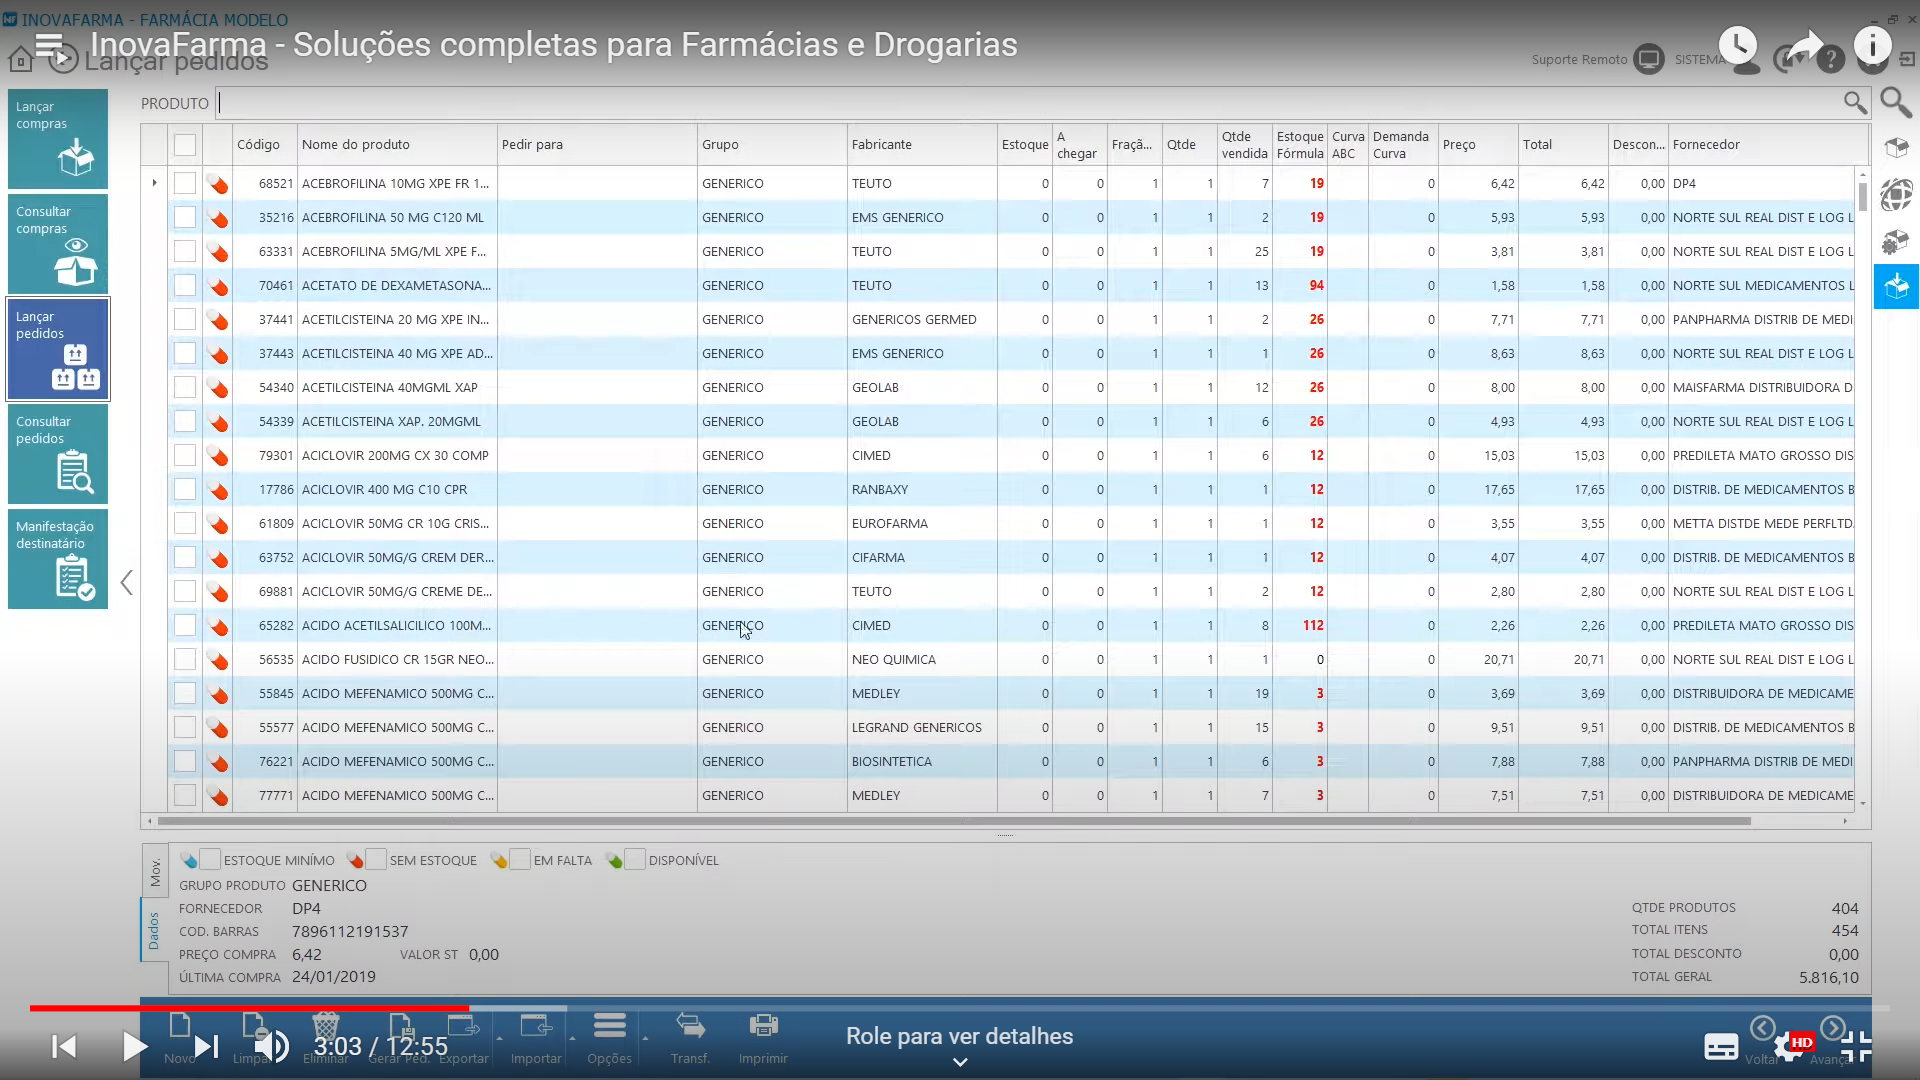 INOVAFARMA - FARMÁCIA MODELO
InovaFarma - Soluções completas para Farmácias e Drogarias
Lançar pedidos
Suporte Remoto SISTEMA
Lançar compras
Consultar compras
Lançar pedidos
Consultar pedidos
Manifestação destinatário
PRODUTO
Código Nome do produto Pedir para Grupo Fabricante Estoque A chegar Fraçã... Qtde Qtde vendida Estoque Fórmula Curva ABC Demanda Curva Preço Total Descon... Fornecedor
68521 ACEBROFILINA 10MG XPE FR 1... GENERICO TEUTO 0 0 1 1 7 19 0 6,42 6,42 0,00 DP4
35216 ACEBROFILINA 50 MG C120 ML GENERICO EMS GENERICO 0 0 1 1 2 19 0 5,93 5,93 0,00 NORTE SUL REAL DIST E LOG L
63331 ACEBROFILINA 5MG/ML XPE F... GENERICO TEUTO 0 0 1 1 25 19 0 3,81 3,81 0,00 NORTE SUL REAL DIST E LOG L
70461 ACETATO DE DEXAMETASONA... GENERICO TEUTO 0 0 1 1 13 94 0 1,58 1,58 0,00 NORTE SUL MEDICAMENTOS L
37441 ACETILCISTEINA 20 MG XPE IN... GENERICO GENERICOS GERMED 0 0 1 1 2 26 0 7,71 7,71 0,00 PANPHARMA DISTRIB DE MEDI
37443 ACETILCISTEINA 40 MG XPE AD... GENERICO EMS GENERICO 0 0 1 1 1 26 0 8,63 8,63 0,00 NORTE SUL REAL DIST E LOG L
54340 ACETILCISTEINA 40MGML XAP GENERICO GEOLAB 0 0 1 1 12 26 0 8,00 8,00 0,00 MAISFARMA DISTRIBUIDORA D
54339 ACETILCISTEINA XAP. 20MGML GENERICO GEOLAB 0 0 1 1 6 26 0 4,93 4,93 0,00 NORTE SUL REAL DIST E LOG L
79301 ACICLOVIR 200MG CX 30 COMP GENERICO CIMED 0 0 1 1 6 12 0 15,03 15,03 0,00 PREDILETA MATO GROSSO DIS
17786 ACICLOVIR 400 MG C10 CPR GENERICO RANBAXY 0 0 1 1 1 12 0 17,65 17,65 0,00 DISTRIB. DE MEDICAMENTOS B
61809 ACICLOVIR 50MG CR 10G CRIS... GENERICO EUROFARMA 0 0 1 1 1 12 0 3,55 3,55 0,00 METTA DISTDE MEDE PERFLTD
63752 ACICLOVIR 50MG/G CREM DER... GENERICO CIFARMA 0 0 1 1 1 12 0 4,07 4,07 0,00 DISTRIB. DE MEDICAMENTOS B
69881 ACICLOVIR 50MG/G CREME DE... GENERICO TEUTO 0 0 1 1 2 12 0 2,80 2,80 0,00 NORTE SUL REAL DIST E LOG L
65282 ACIDO ACETILSALICILICO 100M... GENERICO CIMED 0 0 1 1 8 112 0 2,26 2,26 0,00 PREDILETA MATO GROSSO DIS
56535 ACIDO FUSIDICO CR 15GR NEO... GENERICO NEO QUIMICA 0 0 1 1 1 0 0 20,71 20,71 0,00 NORTE SUL REAL DIST E LOG L
55845 ACIDO MEFENAMICO 500MG C... GENERICO MEDLEY 0 0 1 1 19 3 0 3,69 3,69 0,00 DISTRIBUIDORA DE MEDICAME
55577 ACIDO MEFENAMICO 500MG C... GENERICO LEGRAND GENERICOS 0 0 1 1 15 3 0 9,51 9,51 0,00 DISTRIB. DE MEDICAMENTOS B
76221 ACIDO MEFENAMICO 500MG C... GENERICO BIOSINTETICA 0 0 1 1 6 3 0 7,88 7,88 0,00 PANPHARMA DISTRIB DE MEDI
77771 ACIDO MEFENAMICO 500MG C... GENERICO MEDLEY 0 0 1 1 7 3 0 7,51 7,51 0,00 DISTRIBUIDORA DE MEDICAME
Mov.
Dados
ESTOQUE MINÍMO SEM ESTOQUE EM FALTA DISPONÍVEL
GRUPO PRODUTO GENERICO
FORNECEDOR DP4
COD. BARRAS 7896112191537
PREÇO COMPRA 6,42 VALOR ST 0,00
ÚLTIMA COMPRA 24/01/2019
QTDE PRODUTOS 404
TOTAL ITENS 454
TOTAL DESCONTO 0,00
TOTAL GERAL 5.816,10
3:03 / 12:55
Role para ver detalhes
HD
Novo Limpa Eliminar Gerar Ped. Exportar Importar Opções Transf. Imprimir Voltar Avança